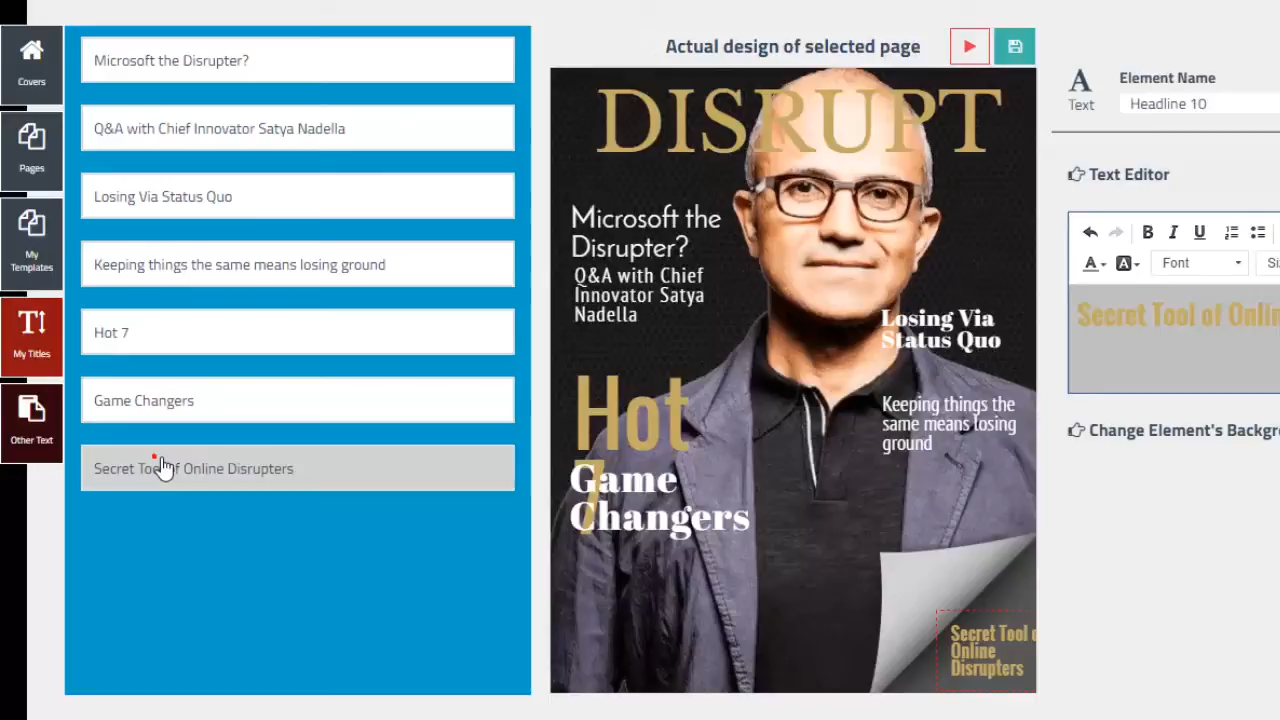 Covers
Pages
My
Templates
My Titles
Other Text
Microsoft the Disrupter?
Q&A with Chief Innovator Satya Nadella
Losing Via Status Quo
Keeping things the same means losing ground
Hot 7
Game Changers
Secret Tool of Online Disrupters
Actual design of selected page
DISRUPT
Microsoft the
Disrupter?
Q&A with Chief
Innovator Satya
Nadella
Losing Via
Status Quo
Keeping things the
same means losing
ground
Hot
7
Game
Changers
Secret Tool o
Online
Disrupters
A
Text
Element Name
Headline 10
Text Editor
B I U
A A Font Si
Secret Tool of Onlin
Change Element's Backgr